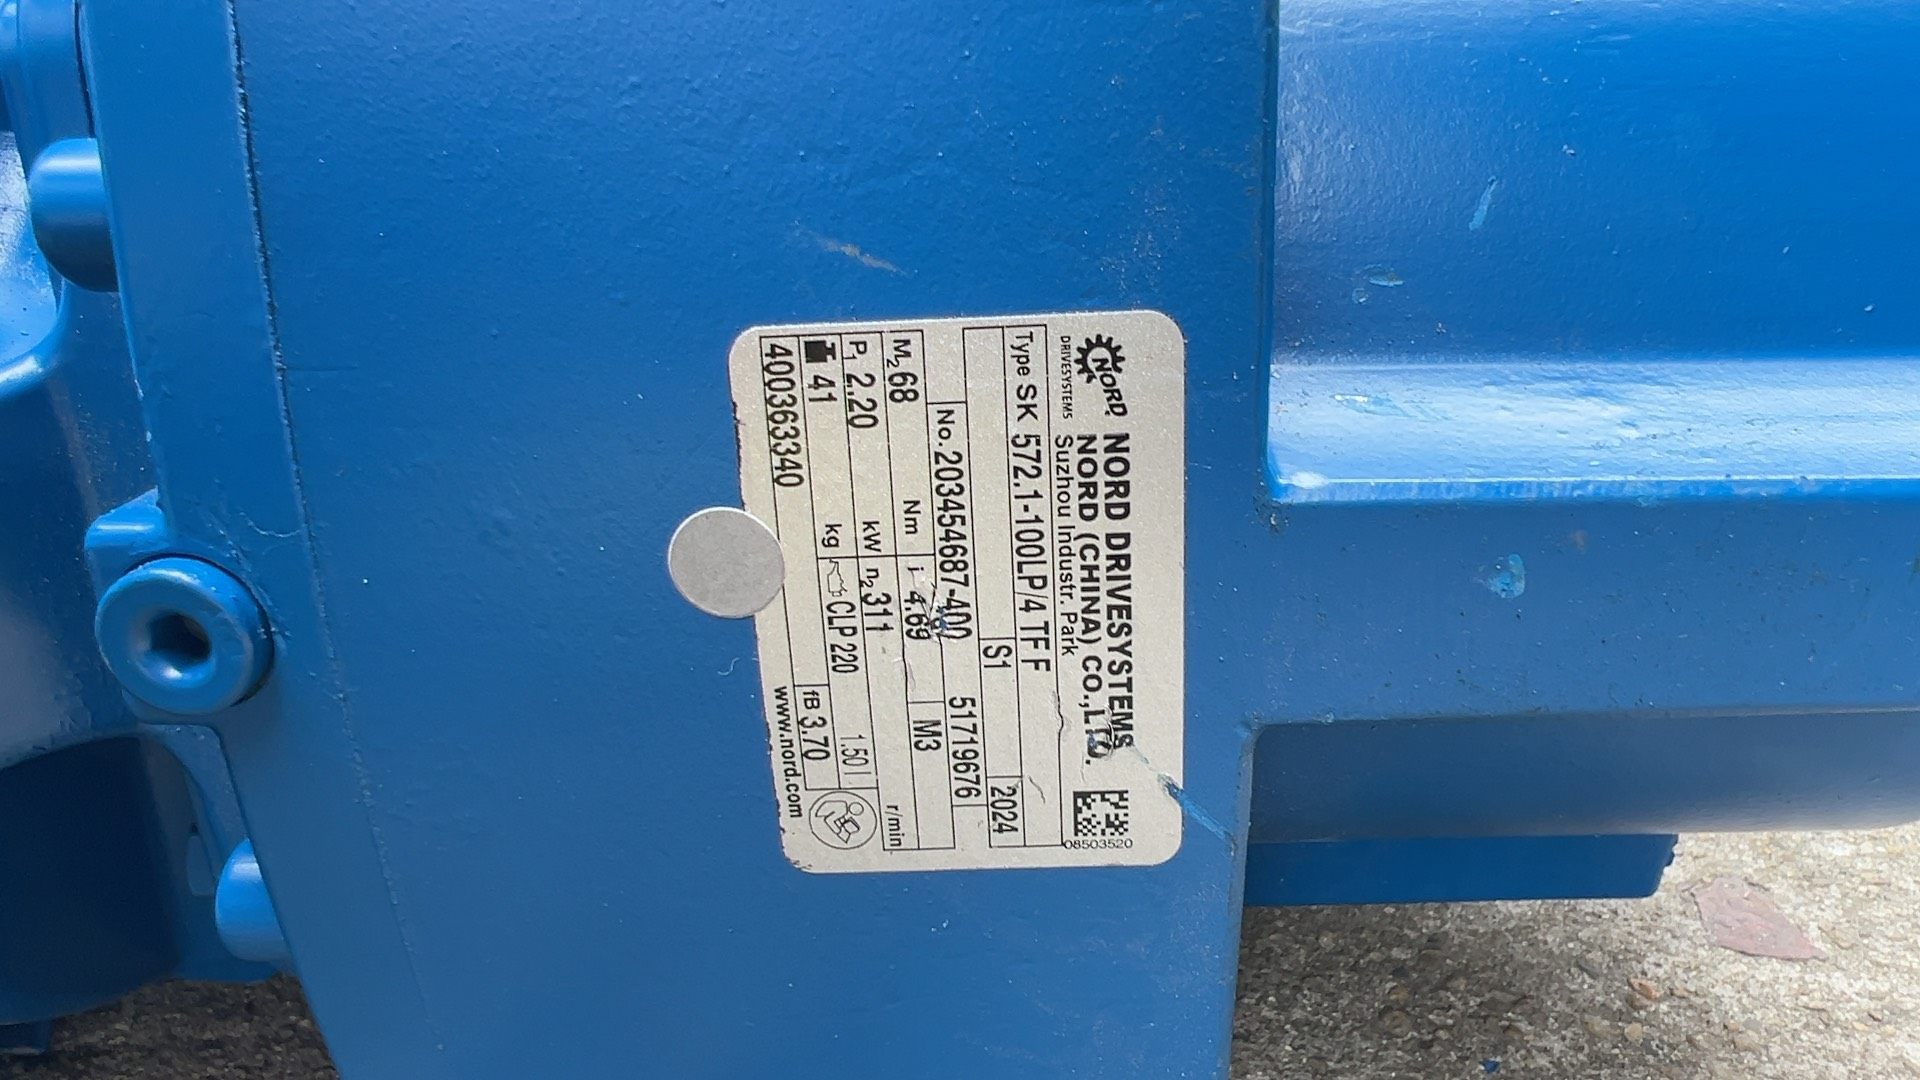 NORD
DRIVESYSTEMS
NORD DRIVESYSTEMS
NORD (CHINA) CO.,LTD.
Suzhou Industr. Park
08503520
Type SK 572.1-100LP/4 TF F
S1 2024
No. 203454687-400 51719676
M2 68 Nm i 4.69 M3
P1 2.20 kW n2 311 r/min
41 kg CLP 220 1.50 l
fB 3.70
4003633340 www.nord.com